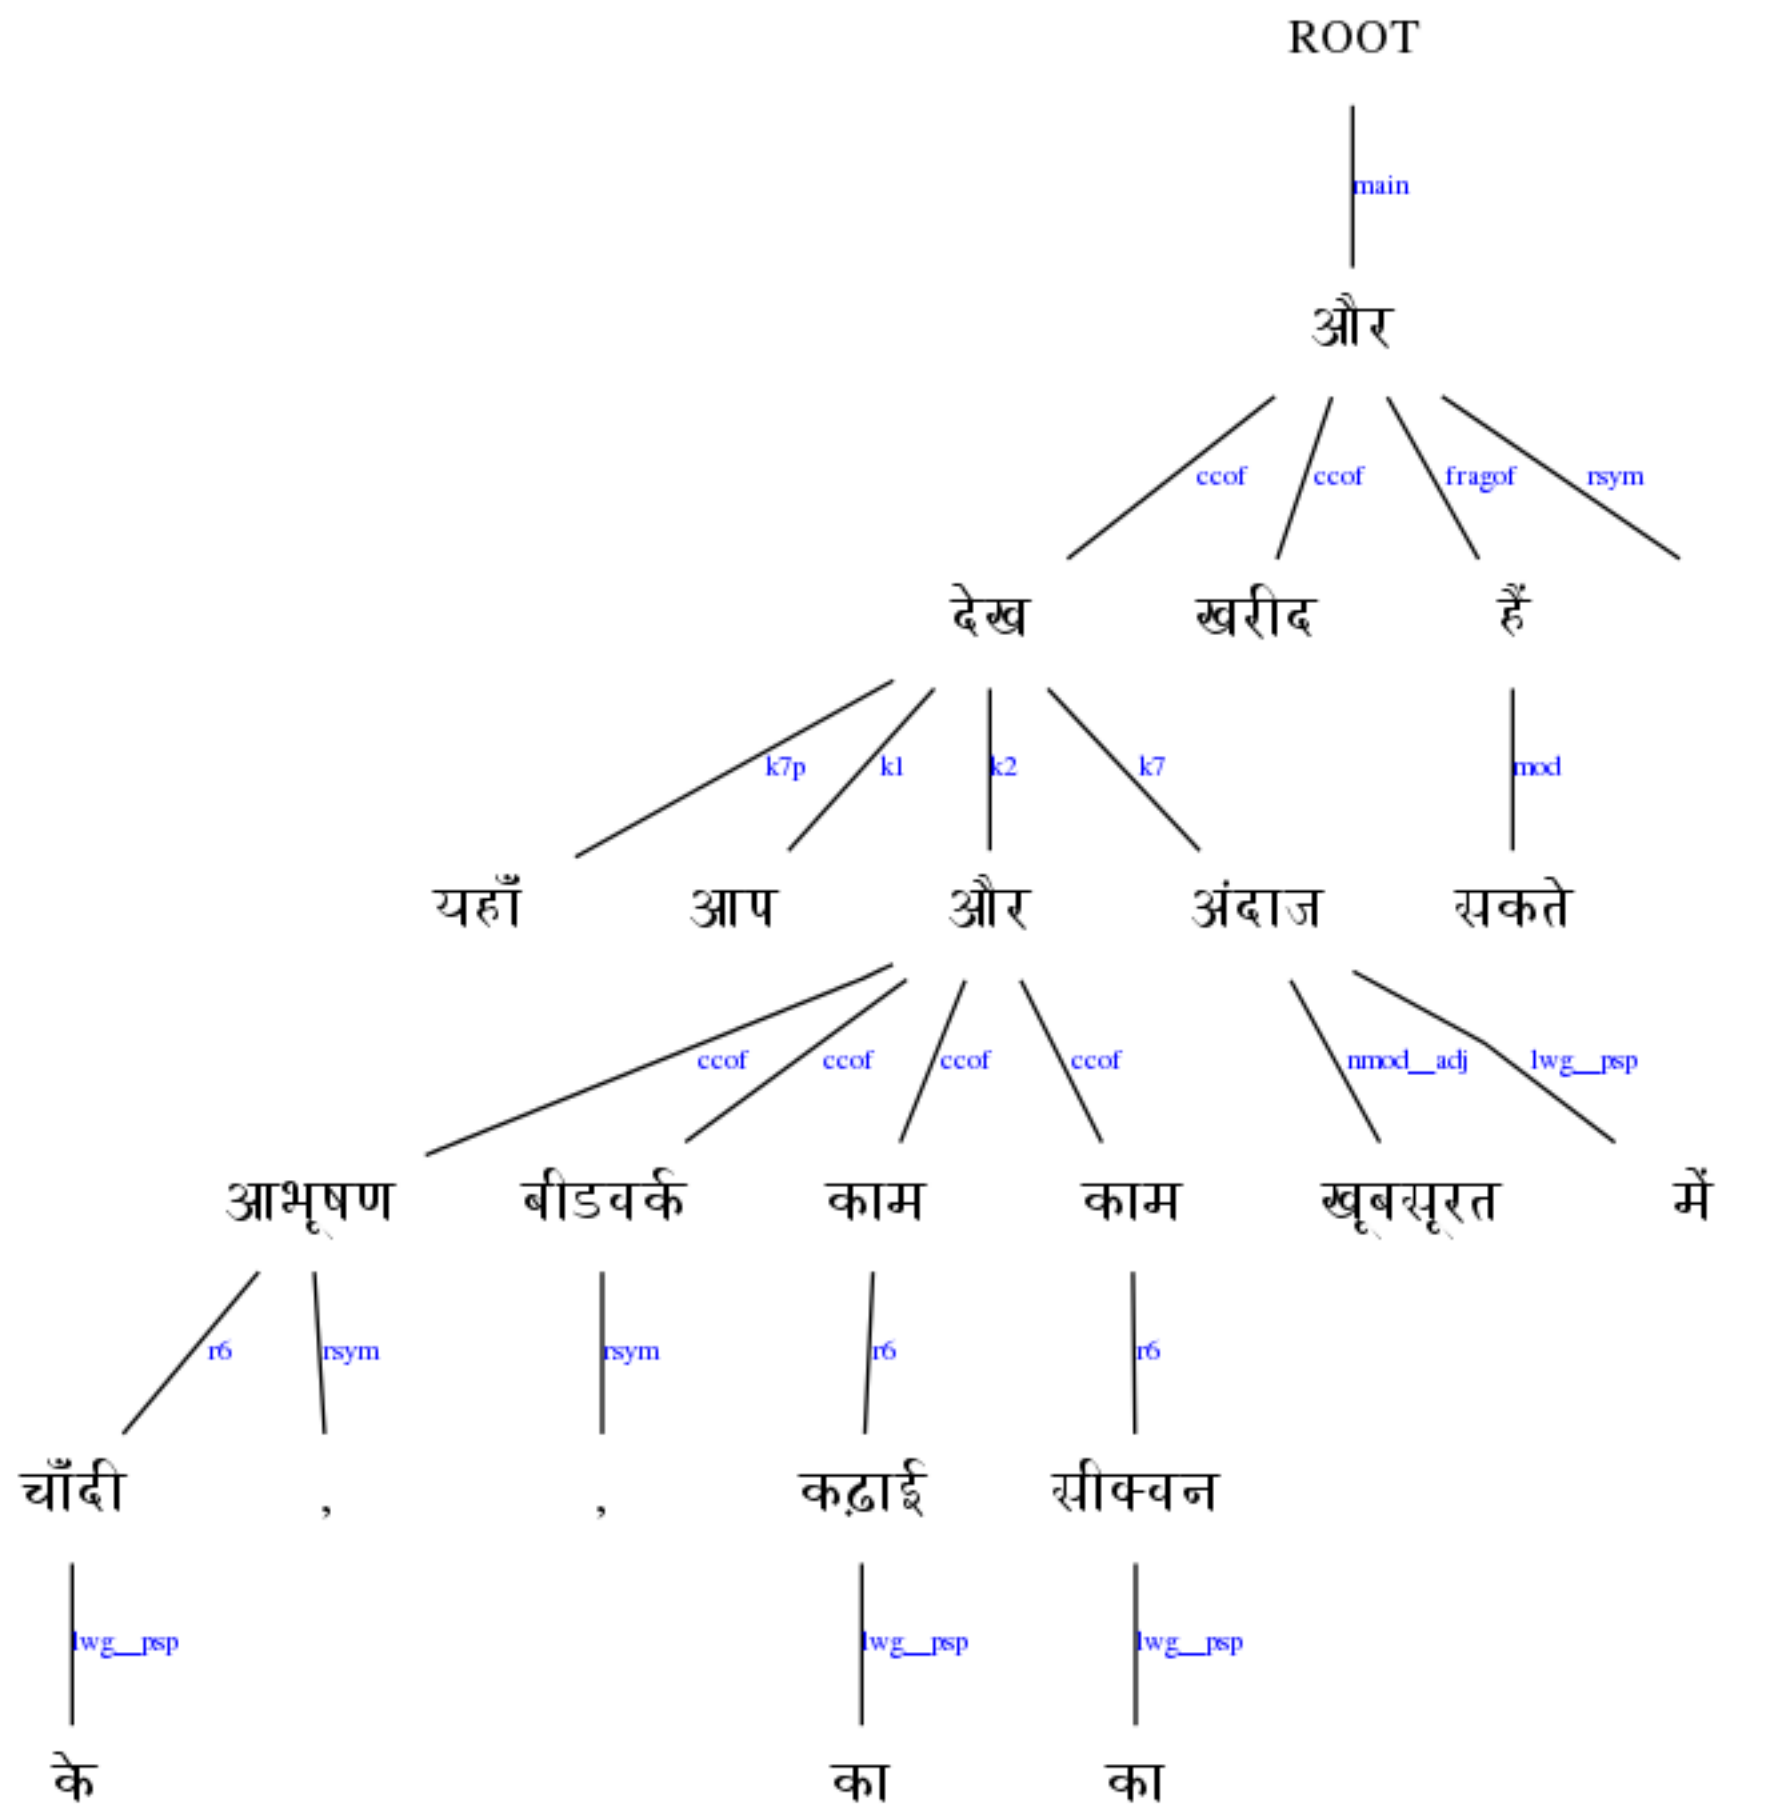 ROOT
main
और
ccof ccof fragof rsym
देख खरीद हैं
k7p k1 k2 k7 mod
यहाँ आप और अंदाज सकते
ccof ccof ccof ccof nmod__adj lwg__psp
आभूषण बीडवर्क काम काम खूबसूरत में
r6 rsym rsym r6 r6
चाँदी , , कढ़ाई सीक्वन
lwg__psp lwg__psp lwg__psp
के का का